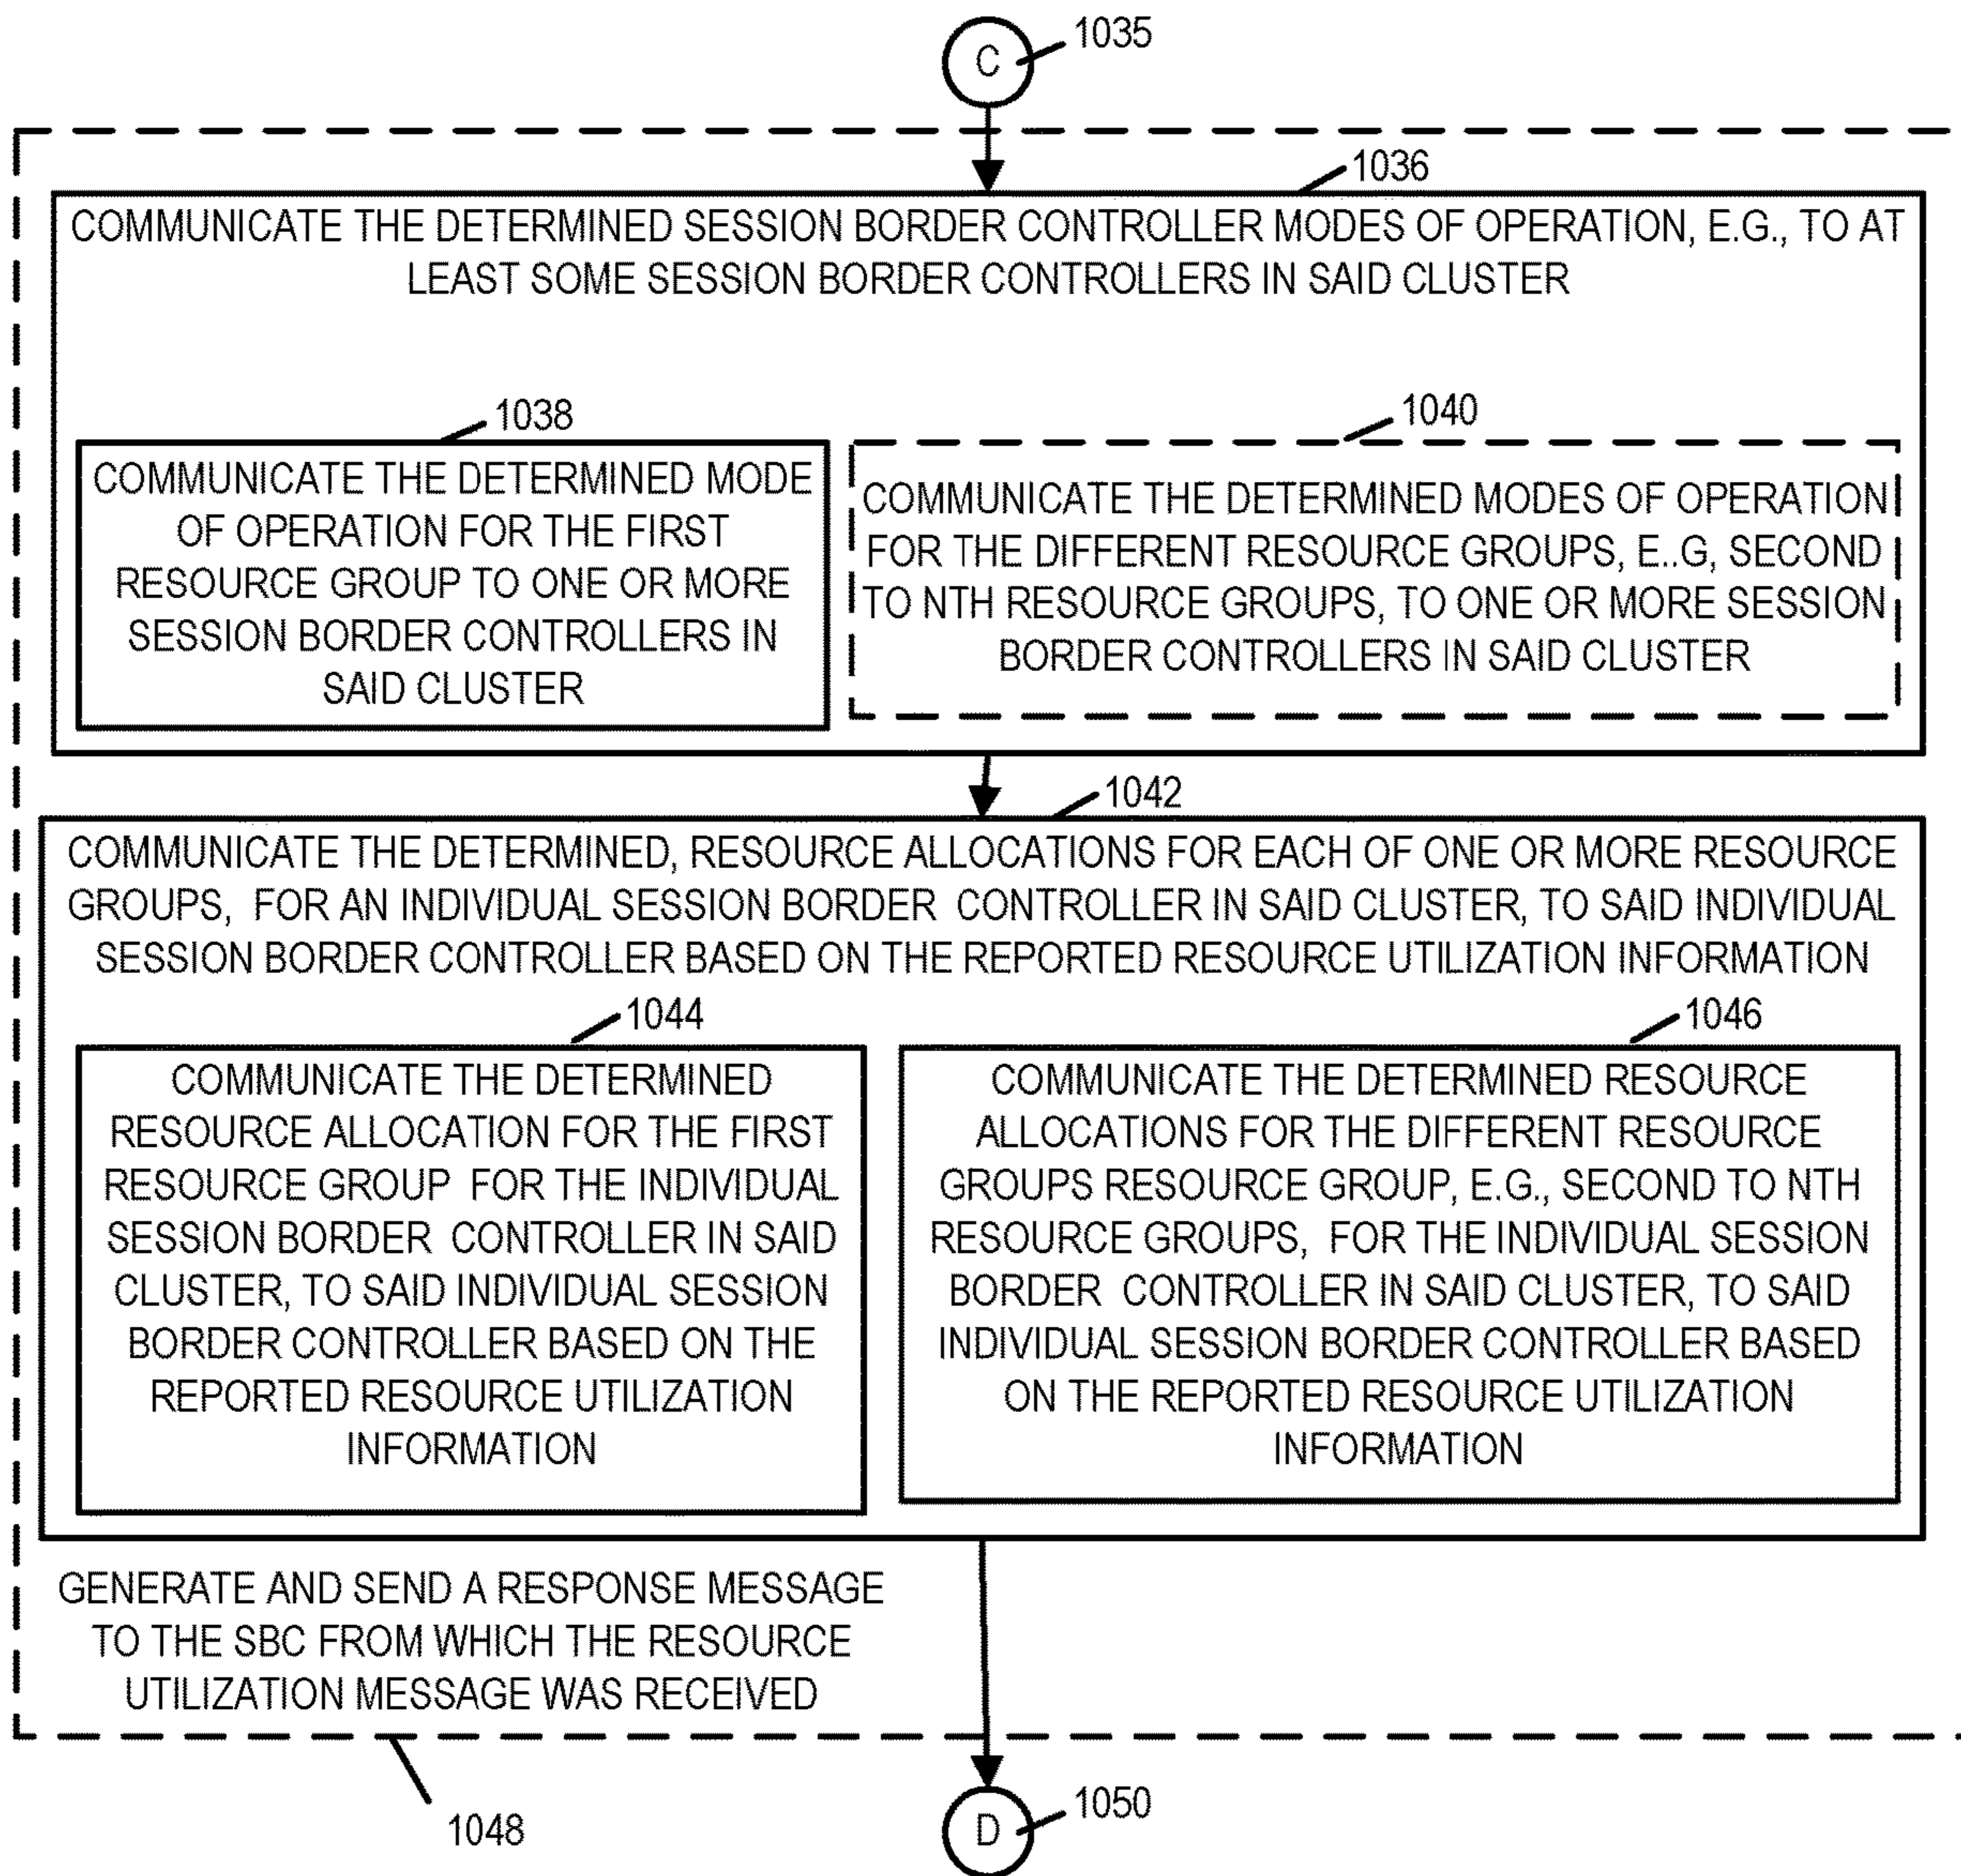 C
1035
1036
COMMUNICATE THE DETERMINED SESSION BORDER CONTROLLER MODES OF OPERATION, E.G., TO AT
LEAST SOME SESSION BORDER CONTROLLERS IN SAID CLUSTER
1038
COMMUNICATE THE DETERMINED MODE
OF OPERATION FOR THE FIRST
RESOURCE GROUP TO ONE OR MORE
SESSION BORDER CONTROLLERS IN
SAID CLUSTER
1040
COMMUNICATE THE DETERMINED MODES OF OPERATION
FOR THE DIFFERENT RESOURCE GROUPS, E..G, SECOND
TO NTH RESOURCE GROUPS, TO ONE OR MORE SESSION
BORDER CONTROLLERS IN SAID CLUSTER
1042
COMMUNICATE THE DETERMINED, RESOURCE ALLOCATIONS FOR EACH OF ONE OR MORE RESOURCE
GROUPS, FOR AN INDIVIDUAL SESSION BORDER CONTROLLER IN SAID CLUSTER, TO SAID INDIVIDUAL
SESSION BORDER CONTROLLER BASED ON THE REPORTED RESOURCE UTILIZATION INFORMATION
1044
COMMUNICATE THE DETERMINED
RESOURCE ALLOCATION FOR THE FIRST
RESOURCE GROUP FOR THE INDIVIDUAL
SESSION BORDER CONTROLLER IN SAID
CLUSTER, TO SAID INDIVIDUAL SESSION
BORDER CONTROLLER BASED ON THE
REPORTED RESOURCE UTILIZATION
INFORMATION
1046
COMMUNICATE THE DETERMINED RESOURCE
ALLOCATIONS FOR THE DIFFERENT RESOURCE
GROUPS RESOURCE GROUP, E.G., SECOND TO NTH
RESOURCE GROUPS, FOR THE INDIVIDUAL SESSION
BORDER CONTROLLER IN SAID CLUSTER, TO SAID
INDIVIDUAL SESSION BORDER CONTROLLER BASED
ON THE REPORTED RESOURCE UTILIZATION
INFORMATION
GENERATE AND SEND A RESPONSE MESSAGE
TO THE SBC FROM WHICH THE RESOURCE
UTILIZATION MESSAGE WAS RECEIVED
1048
D
1050